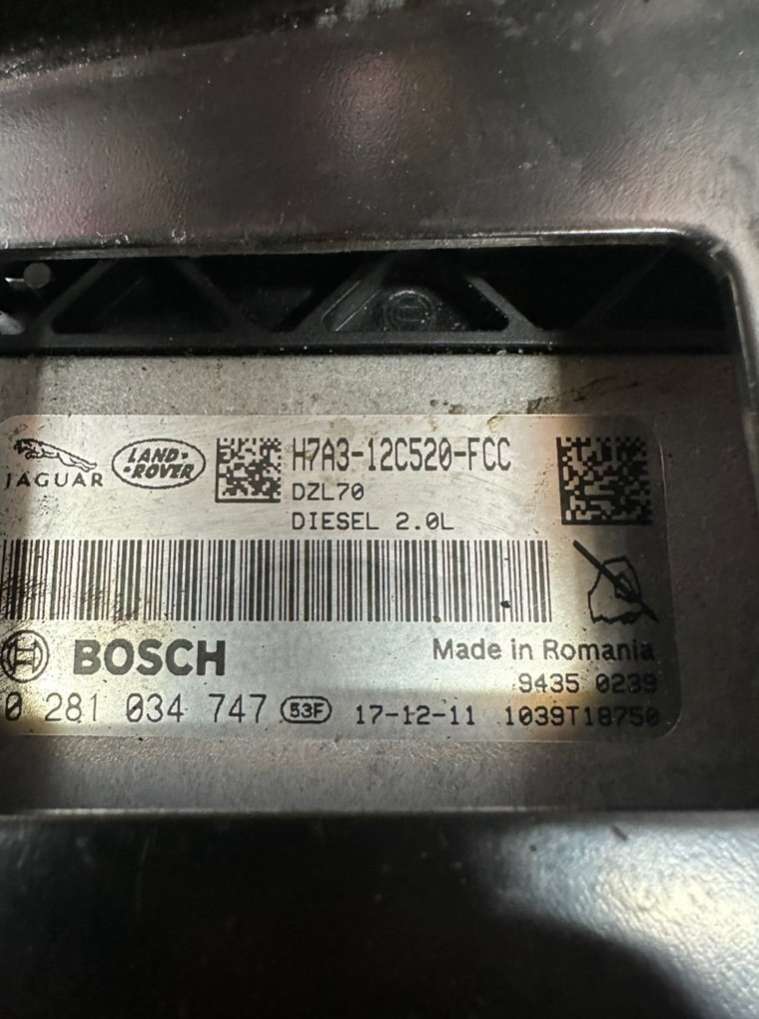 JAGUAR
LAND-
-ROVER
H7A3-12C520-FCC
DZL70
DIESEL 2.0L
BOSCH
Made in Romania
9435 0239
0 281 034 747 53F 17-12-11 1039T18750